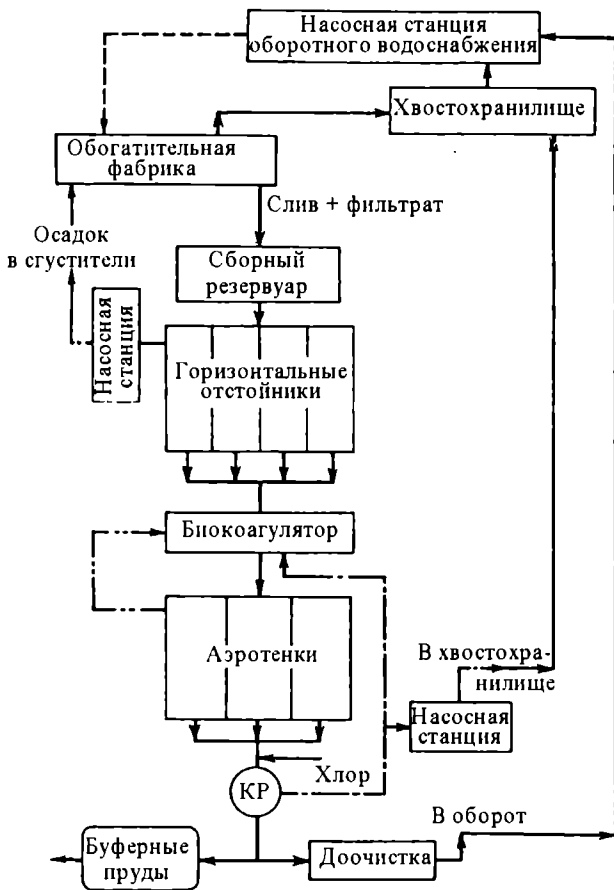 Насосная станция
оборотного водоснабжения
Хвостохранилище
Обогатительная
фабрика
Слив + фильтрат
Осадок
в сгустители
Сборный
резервуар
Насосная
станция
Горизонтальные
отстойники
Биокоагулятор
Аэротенки
В хвостохра-
нилище
Насосная
станция
Хлор
КР
В оборот
Буферные
пруды
Доочистка